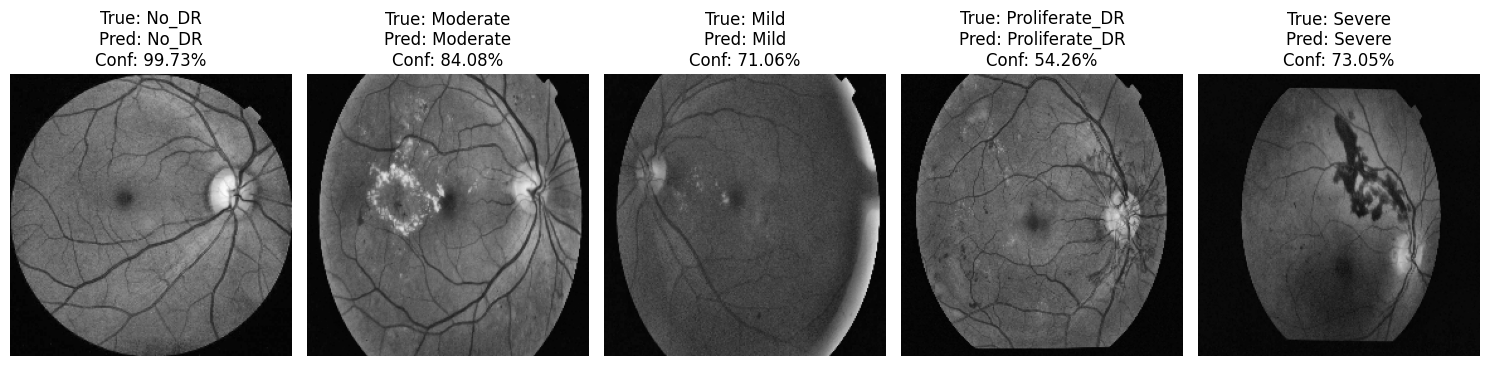 True: No_DR
Pred: No_DR
Conf: 99.73%
True: Moderate
Pred: Moderate
Conf: 84.08%
True: Mild
Pred: Mild
Conf: 71.06%
True: Proliferate_DR
Pred: Proliferate_DR
Conf: 54.26%
True: Severe
Pred: Severe
Conf: 73.05%